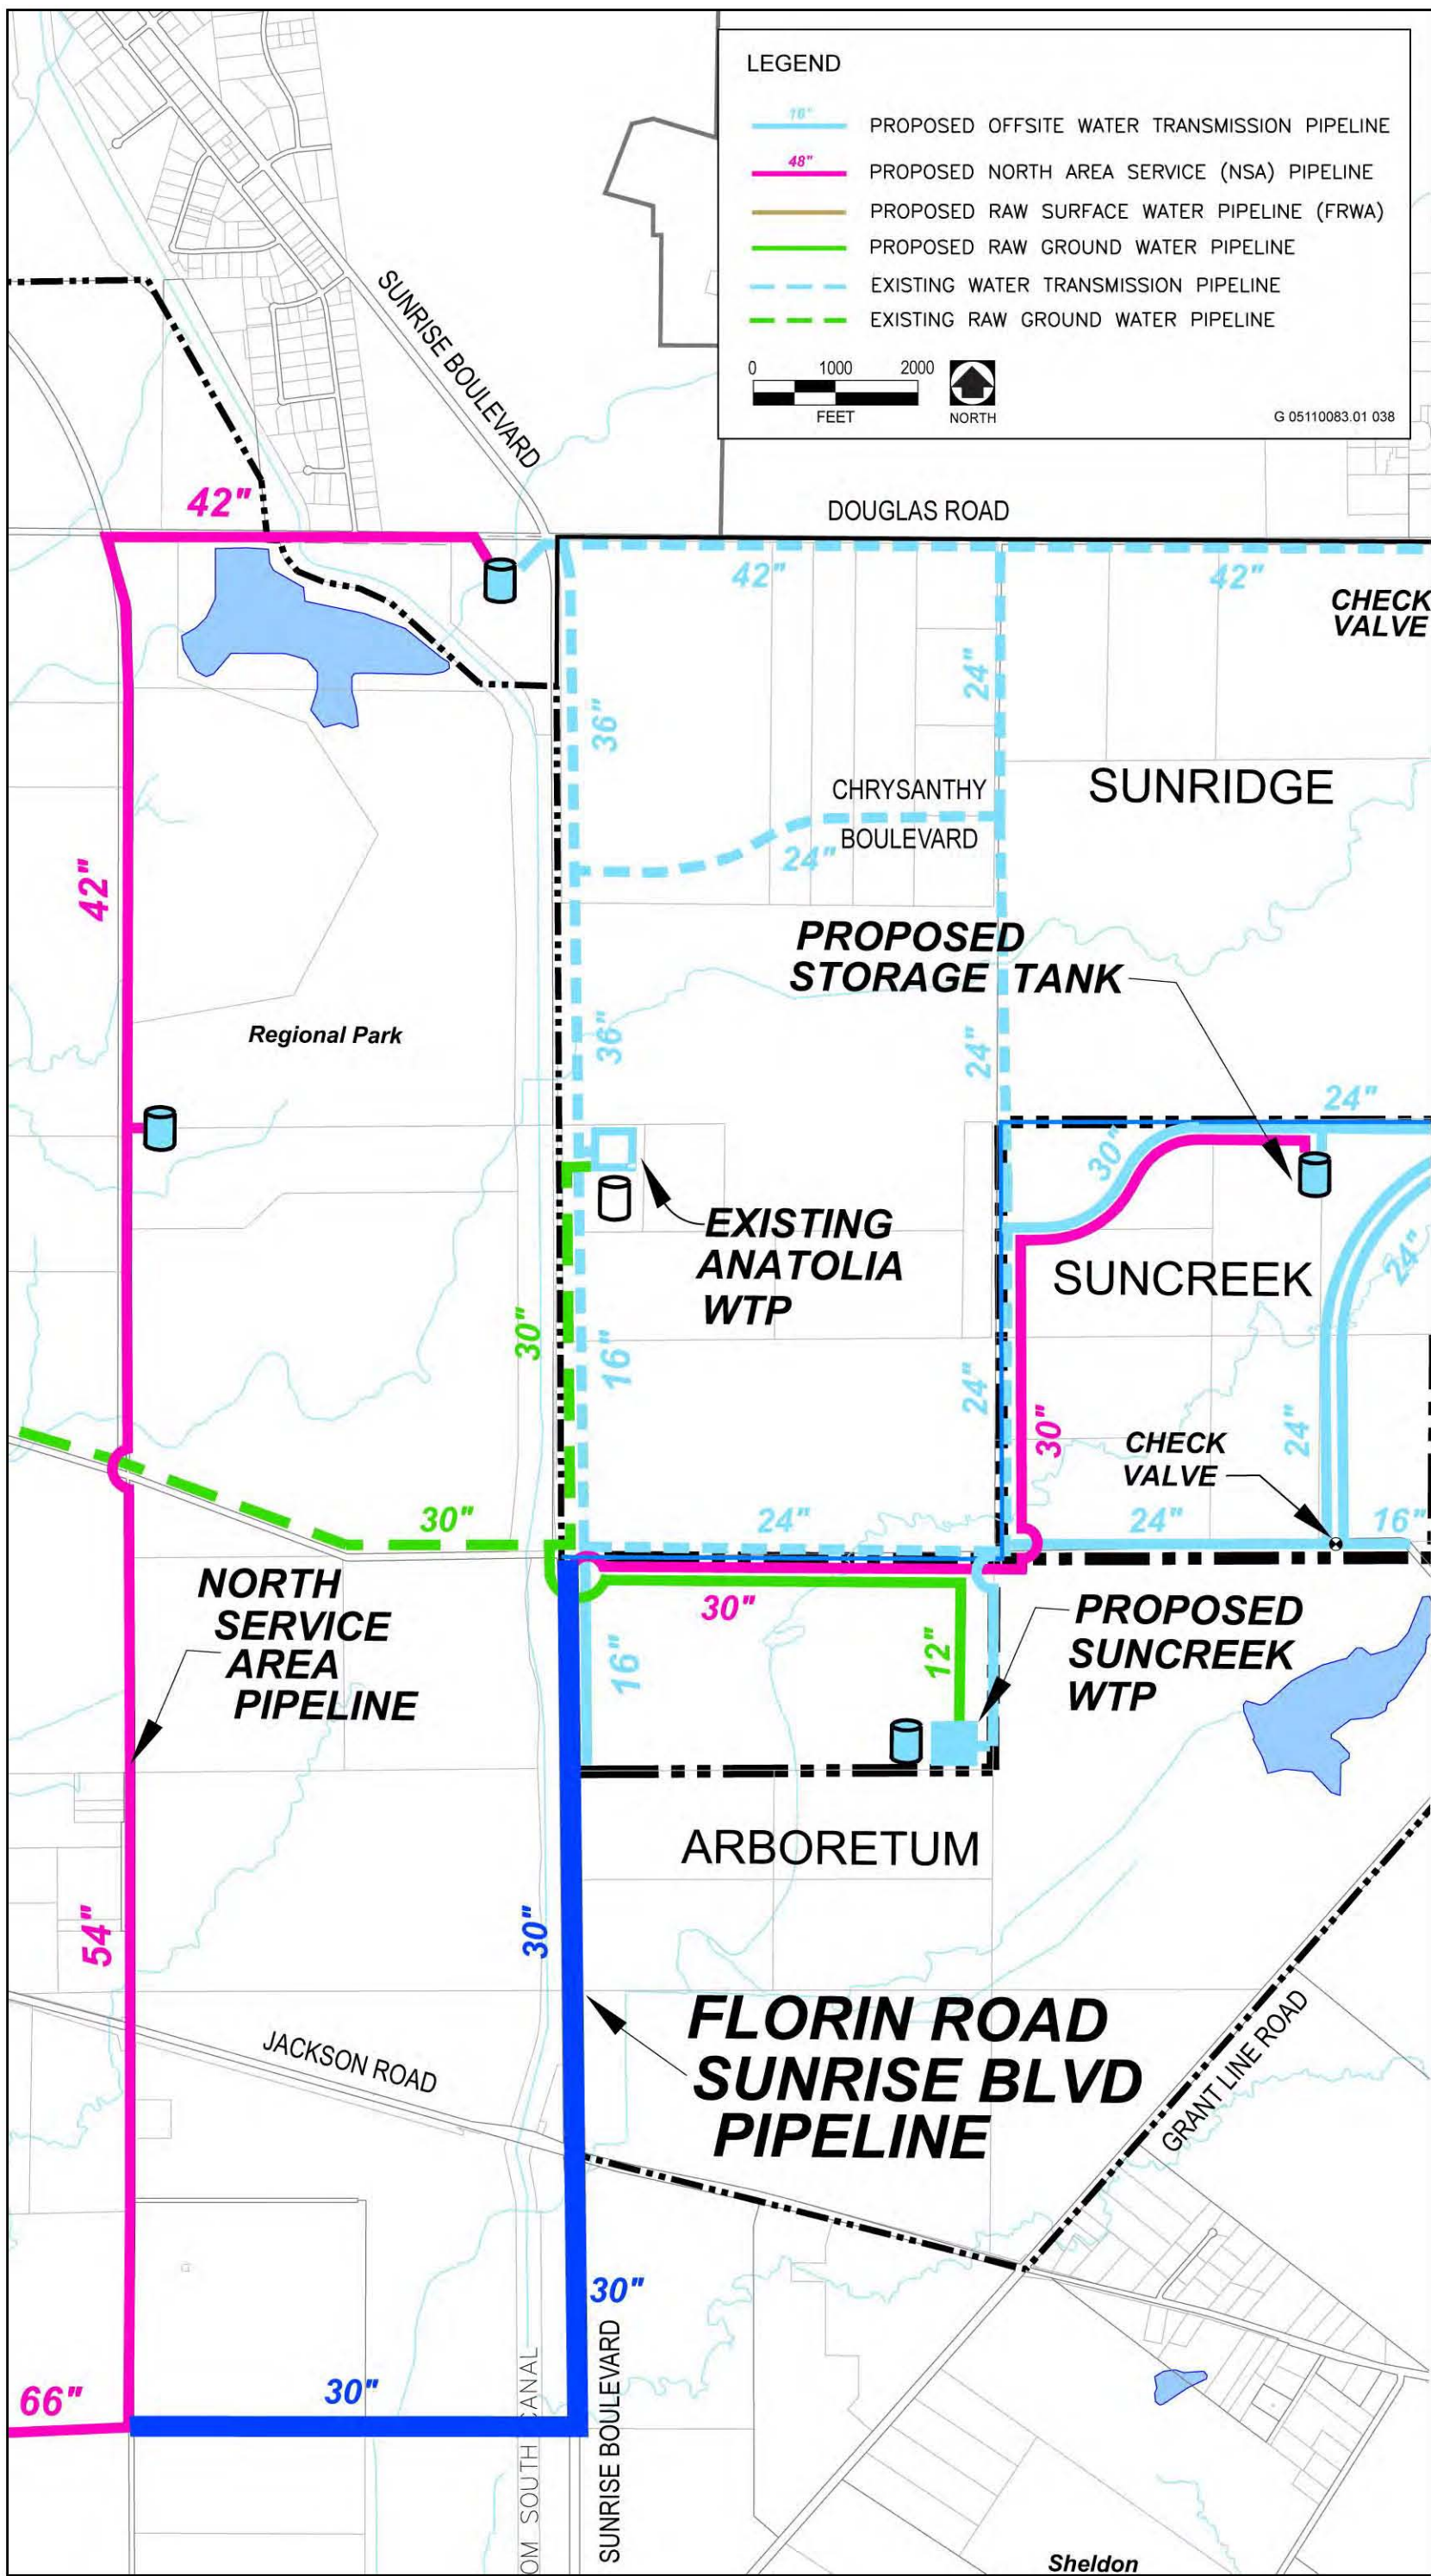 LEGEND
16"
PROPOSED OFFSITE WATER TRANSMISSION PIPELINE
48"
PROPOSED NORTH AREA SERVICE (NSA) PIPELINE
PROPOSED RAW SURFACE WATER PIPELINE (FRWA)
PROPOSED RAW GROUND WATER PIPELINE
EXISTING WATER TRANSMISSION PIPELINE
EXISTING RAW GROUND WATER PIPELINE
0 1000 2000
FEET
NORTH
G 05110083.01 038
SUNRISE BOULEVARD
42"
DOUGLAS ROAD
42"
42"
CHECK
VALVE
24"
36"
CHRYSANTHY
BOULEVARD
SUNRIDGE
24"
42"
PROPOSED
STORAGE TANK
Regional Park
36"
24"
24"
30"
EXISTING
ANATOLIA
WTP
SUNCREEK
24"
30"
16"
24"
30"
CHECK
VALVE
24"
30"
24"
24"
16"
NORTH
SERVICE
AREA
PIPELINE
30"
16"
12"
PROPOSED
SUNCREEK
WTP
ARBORETUM
54"
30"
FLORIN ROAD
SUNRISE BLVD
PIPELINE
JACKSON ROAD
GRANT LINE ROAD
30"
66"
30"
OM SOUTH CANAL
SUNRISE BOULEVARD
Sheldon